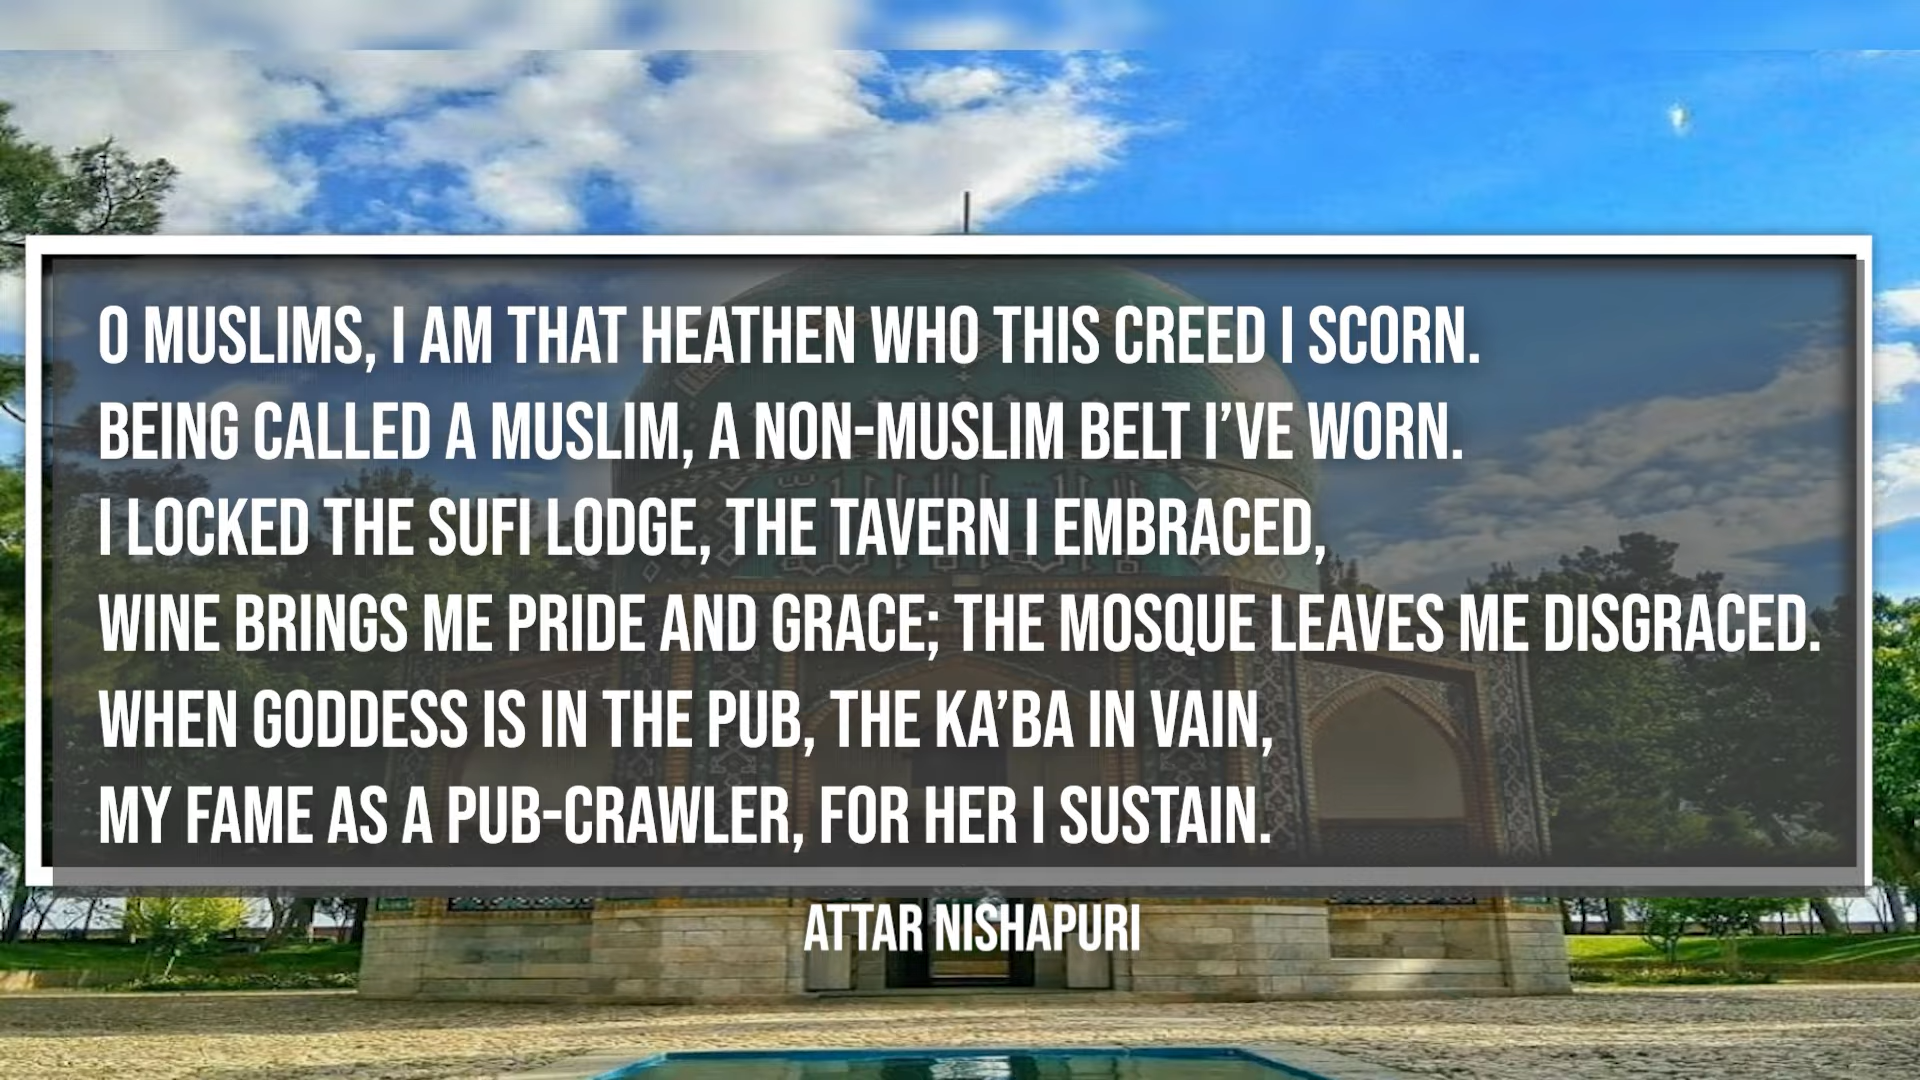 O MUSLIMS, I AM THAT HEATHEN WHO THIS CREED I SCORN.
BEING CALLED A MUSLIM, A NON-MUSLIM BELT I’VE WORN.
I LOCKED THE SUFI LODGE, THE TAVERN I EMBRACED,
WINE BRINGS ME PRIDE AND GRACE; THE MOSQUE LEAVES ME DISGRACED.
WHEN GODDESS IS IN THE PUB, THE KA’BA IN VAIN,
MY FAME AS A PUB-CRAWLER, FOR HER I SUSTAIN.
ATTAR NISHAPURI